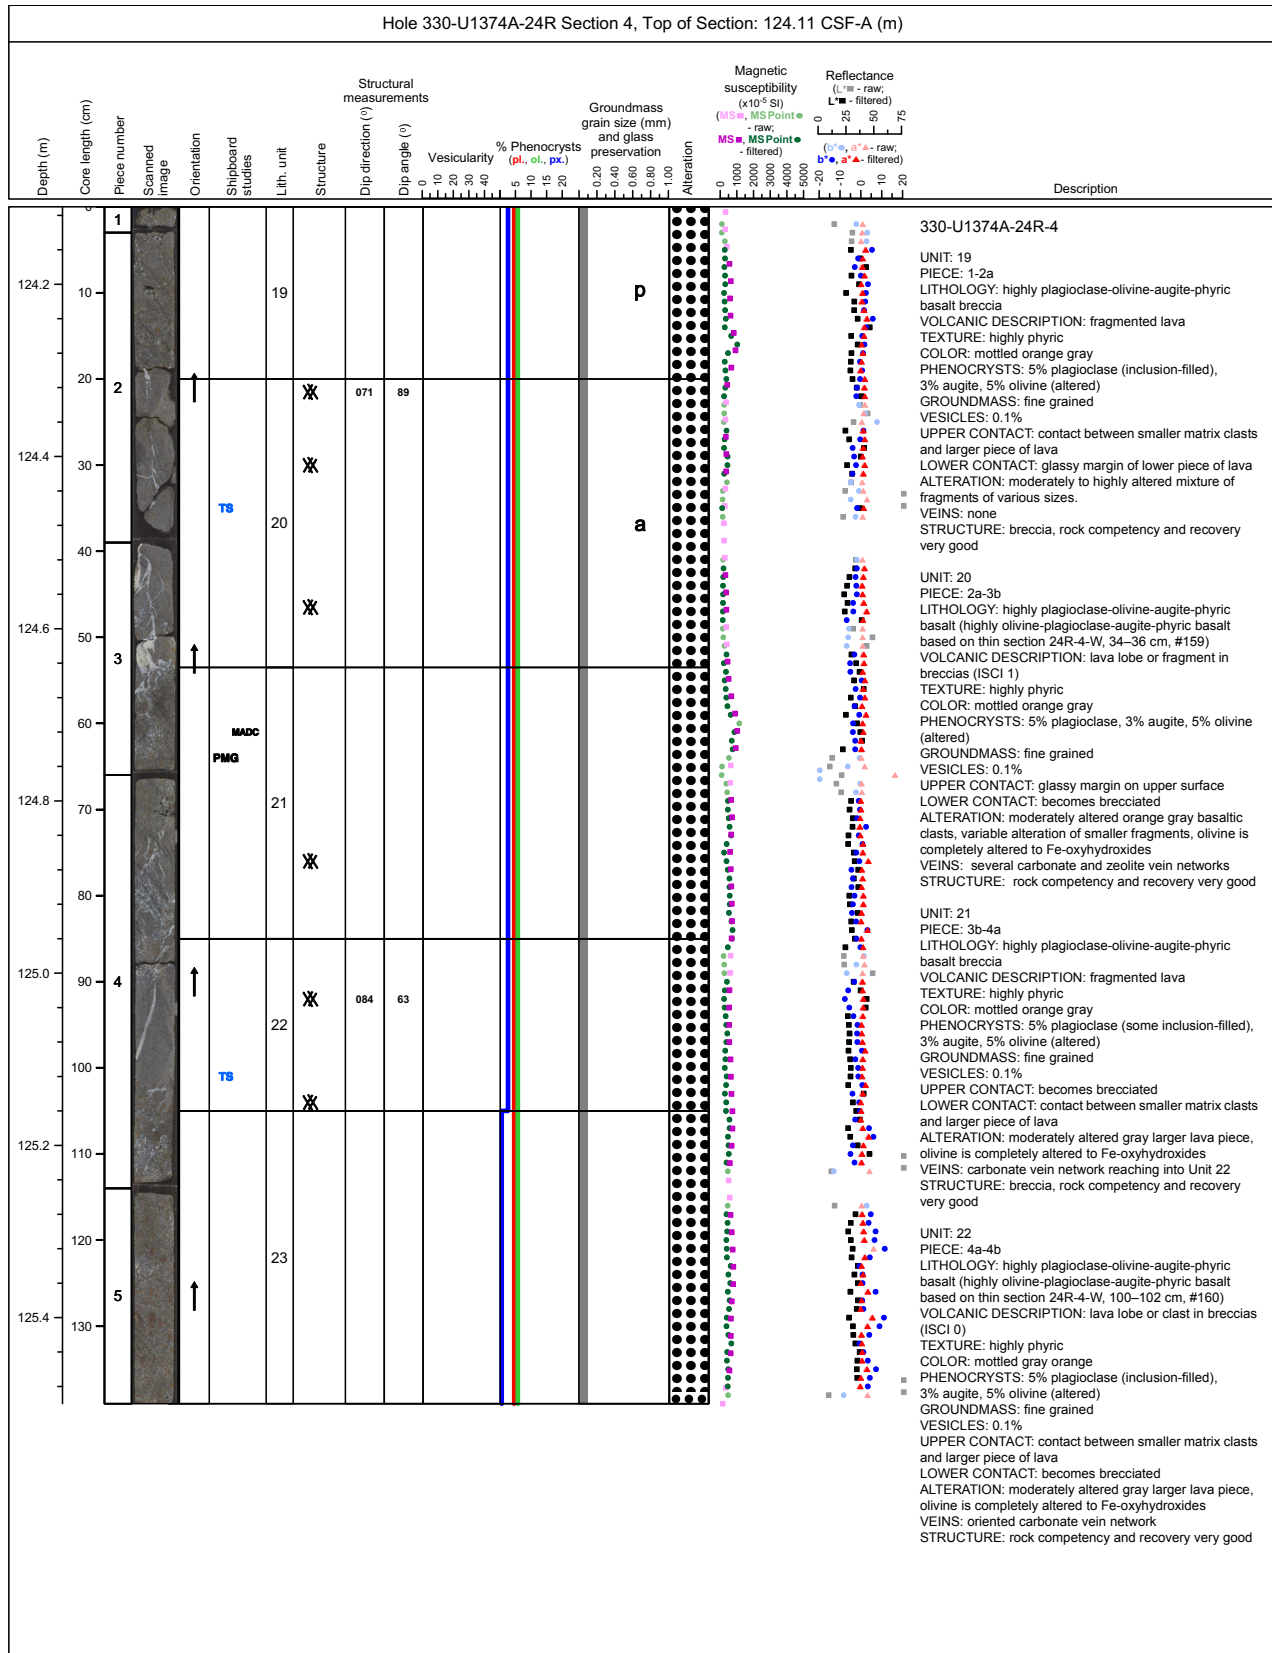 Hole 330-U1374A-24R Section 4, Top of Section: 124.11 CSF-A (m)
Depth (m)
Core length (cm)
Piece number
Scanned image
Orientation
Shipboard studies
Lith. unit
Structure
Structural measurements
Dip direction (°)
Dip angle (°)
Vesicularity
0 10 20 30 40
% Phenocrysts
(pl., ol., px.)
5 10 15 20
Groundmass
grain size (mm)
and glass
preservation
0.20 0.40 0.60 0.80 1.00
Alteration
Magnetic
susceptibility
(x10-5 SI)
(MS■, MSPoint●
- raw;
MS■, MSPoint●
- filtered)
0 1000 2000 3000 4000 5000
Reflectance
(L*■ - raw;
L*■ - filtered)
0 25 50 75
(b*●, a*▲- raw;
b*●, a*▲- filtered)
-20 -10 0 10 20
Description
0
10
20
30
40
50
60
70
80
90
100
110
120
130
124.2
124.4
124.6
124.8
125.0
125.2
125.4
1
2
3
4
5
19
20
21
22
23
TS
MADC
PMG
TS
071 89
084 63
p
a
330-U1374A-24R-4
UNIT: 19
PIECE: 1-2a
LITHOLOGY: highly plagioclase-olivine-augite-phyric
basalt breccia
VOLCANIC DESCRIPTION: fragmented lava
TEXTURE: highly phyric
COLOR: mottled orange gray
PHENOCRYSTS: 5% plagioclase (inclusion-filled),
3% augite, 5% olivine (altered)
GROUNDMASS: fine grained
VESICLES: 0.1%
UPPER CONTACT: contact between smaller matrix clasts
and larger piece of lava
LOWER CONTACT: glassy margin of lower piece of lava
ALTERATION: moderately to highly altered mixture of
fragments of various sizes.
VEINS: none
STRUCTURE: breccia, rock competency and recovery
very good
UNIT: 20
PIECE: 2a-3b
LITHOLOGY: highly plagioclase-olivine-augite-phyric
basalt (highly olivine-plagioclase-augite-phyric basalt
based on thin section 24R-4-W, 34–36 cm, #159)
VOLCANIC DESCRIPTION: lava lobe or fragment in
breccias (ISCI 1)
TEXTURE: highly phyric
COLOR: mottled orange gray
PHENOCRYSTS: 5% plagioclase, 3% augite, 5% olivine
(altered)
GROUNDMASS: fine grained
VESICLES: 0.1%
UPPER CONTACT: glassy margin on upper surface
LOWER CONTACT: becomes brecciated
ALTERATION: moderately altered orange gray basaltic
clasts, variable alteration of smaller fragments, olivine is
completely altered to Fe-oxyhydroxides
VEINS:  several carbonate and zeolite vein networks
STRUCTURE:  rock competency and recovery very good
UNIT: 21
PIECE: 3b-4a
LITHOLOGY: highly plagioclase-olivine-augite-phyric
basalt breccia
VOLCANIC DESCRIPTION: fragmented lava
TEXTURE: highly phyric
COLOR: mottled orange gray
PHENOCRYSTS: 5% plagioclase (some inclusion-filled),
3% augite, 5% olivine (altered)
GROUNDMASS: fine grained
VESICLES: 0.1%
UPPER CONTACT: becomes brecciated
LOWER CONTACT: contact between smaller matrix clasts
and larger piece of lava
ALTERATION: moderately altered gray larger lava piece,
olivine is completely altered to Fe-oxyhydroxides
VEINS: carbonate vein network reaching into Unit 22
STRUCTURE: breccia, rock competency and recovery
very good
UNIT: 22
PIECE: 4a-4b
LITHOLOGY: highly plagioclase-olivine-augite-phyric
basalt (highly olivine-plagioclase-augite-phyric basalt
based on thin section 24R-4-W, 100–102 cm, #160)
VOLCANIC DESCRIPTION: lava lobe or clast in breccias
(ISCI 0)
TEXTURE: highly phyric
COLOR: mottled gray orange
PHENOCRYSTS: 5% plagioclase (inclusion-filled),
3% augite, 5% olivine (altered)
GROUNDMASS: fine grained
VESICLES: 0.1%
UPPER CONTACT: contact between smaller matrix clasts
and larger piece of lava
LOWER CONTACT: becomes brecciated
ALTERATION: moderately altered gray larger lava piece,
olivine is completely altered to Fe-oxyhydroxides
VEINS: oriented carbonate vein network
STRUCTURE: rock competency and recovery very good